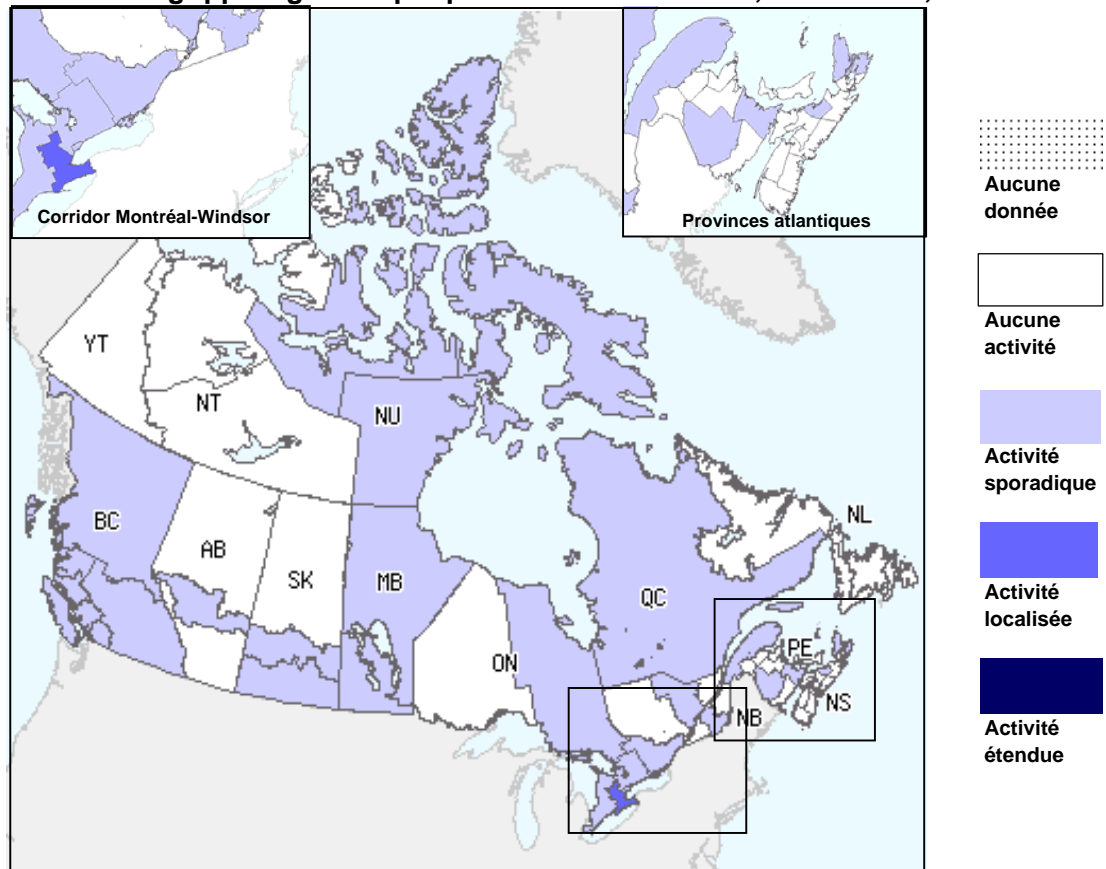 Corridor Montréal-Windsor
Provinces atlantiques
Aucune
donnée
Aucune
activité
Activité
sporadique
Activité
localisée
Activité
étendue
YT
NT
NU
BC
AB
SK
MB
ON
QC
NL
PE
NB
NS